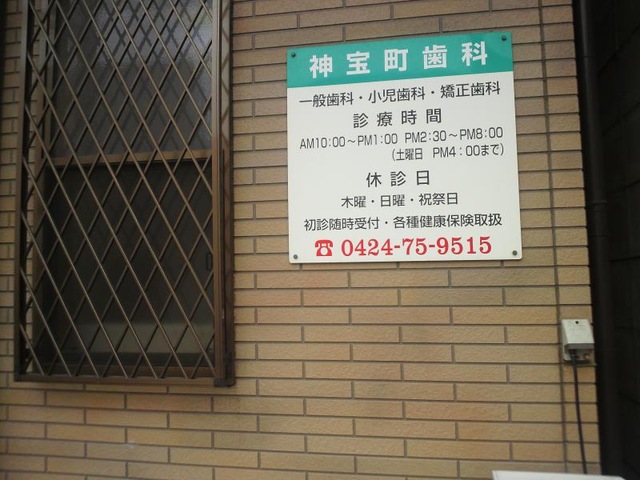 神宝町歯科
一般歯科・小児歯科・矯正歯科
診療時間
AM10:00～PM1:00 PM2:30～PM8:00
(土曜日 PM4:00まで)
休診日
木曜・日曜・祝祭日
初診随時受付・各種健康保険取扱
☎ 0424-75-9515